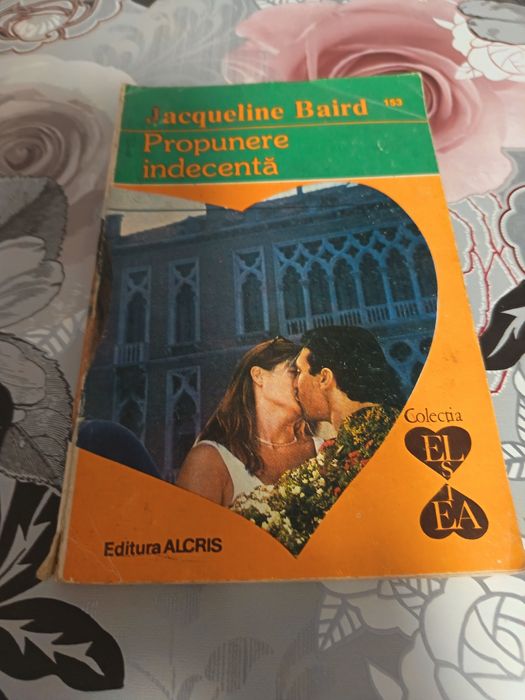 Jacqueline Baird 153
Propunere
indecentă
Colecția
EL
ȘI
EA
Editura ALCRIS